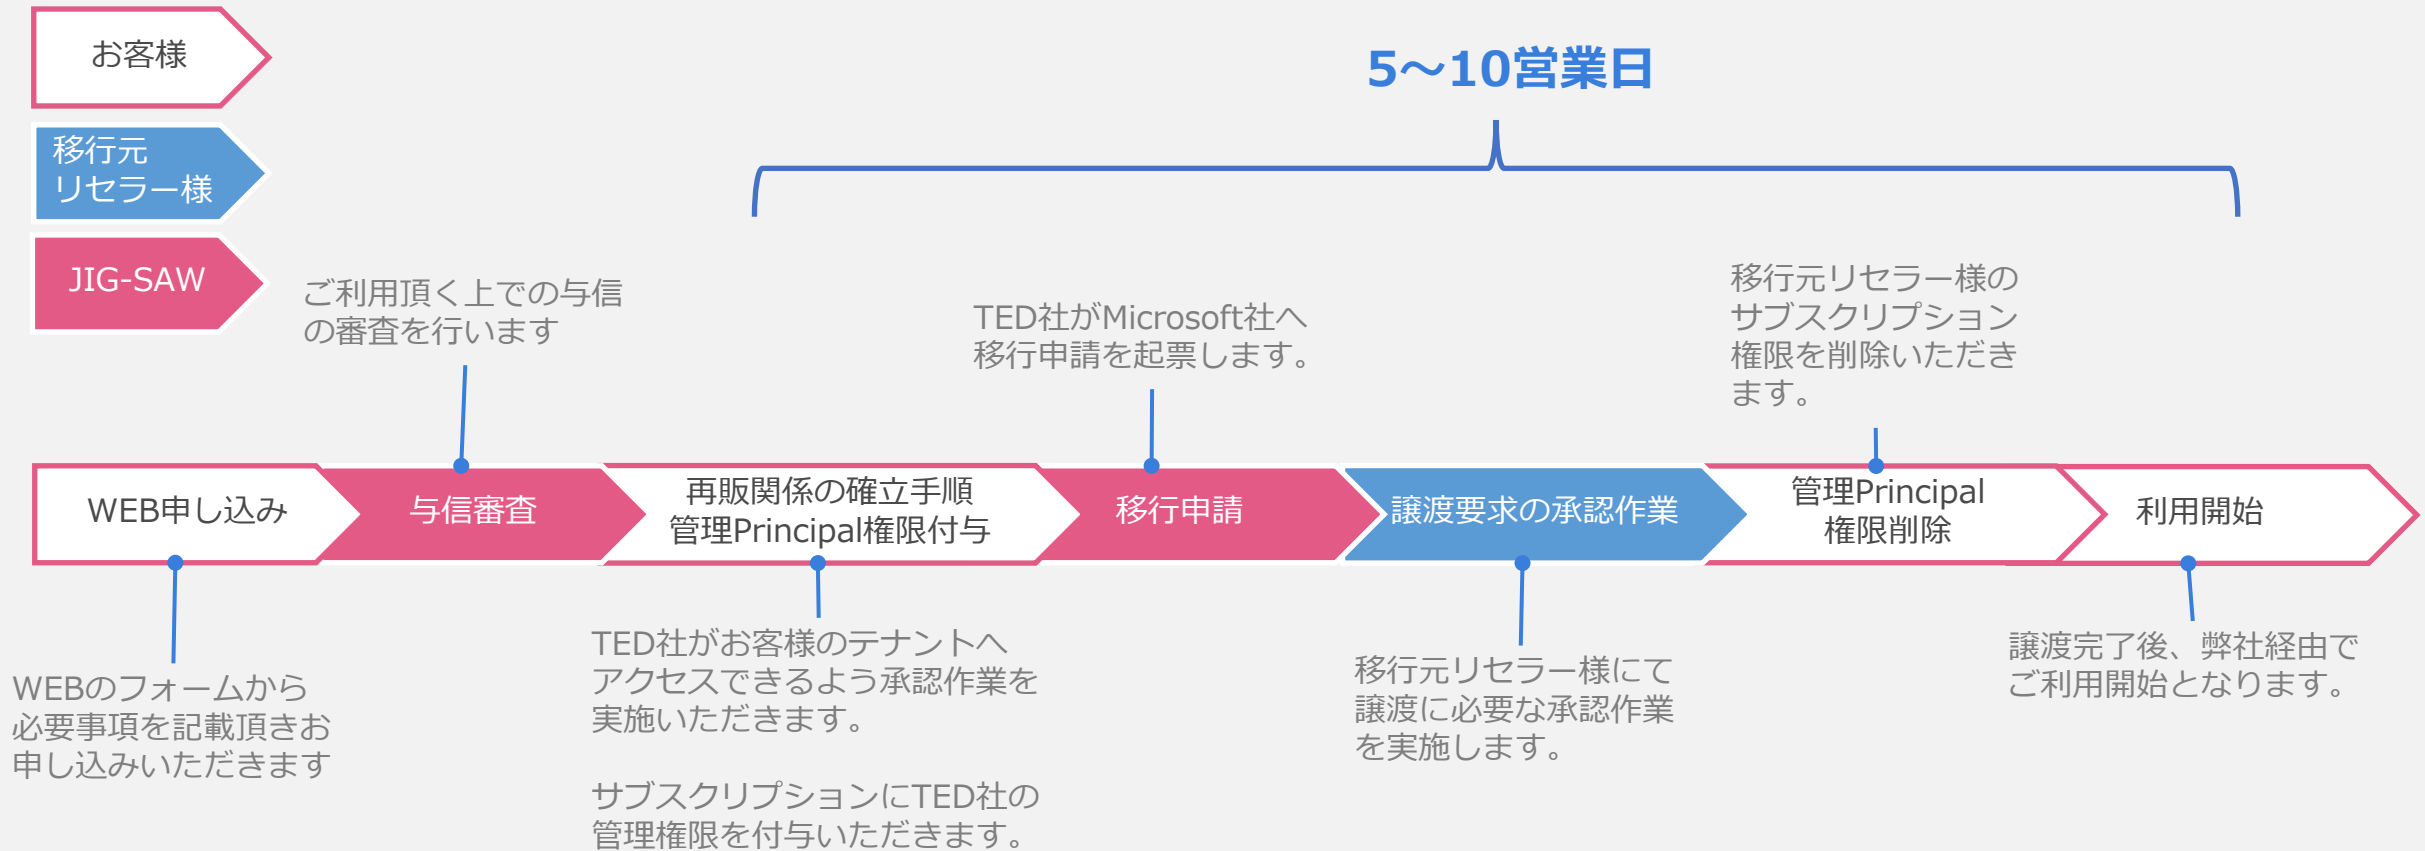 お客様
移行元
リセラー様
JIG-SAW
5～10営業日
ご利用頂く上での与信
の審査を行います
TED社がMicrosoft社へ
移行申請を起票します。
移行元リセラー様の
サブスクリプション
権限を削除いただき
ます。
WEB申し込み
与信審査
再販関係の確立手順
管理Principal権限付与
移行申請
譲渡要求の承認作業
管理Principal
権限削除
利用開始
WEBのフォームから
必要事項を記載頂きお
申し込みいただきます
TED社がお客様のテナントへ
アクセスできるよう承認作業を
実施いただきます。
サブスクリプションにTED社の
管理権限を付与いただきます。
移行元リセラー様にて
譲渡に必要な承認作業
を実施します。
譲渡完了後、弊社経由で
ご利用開始となります。